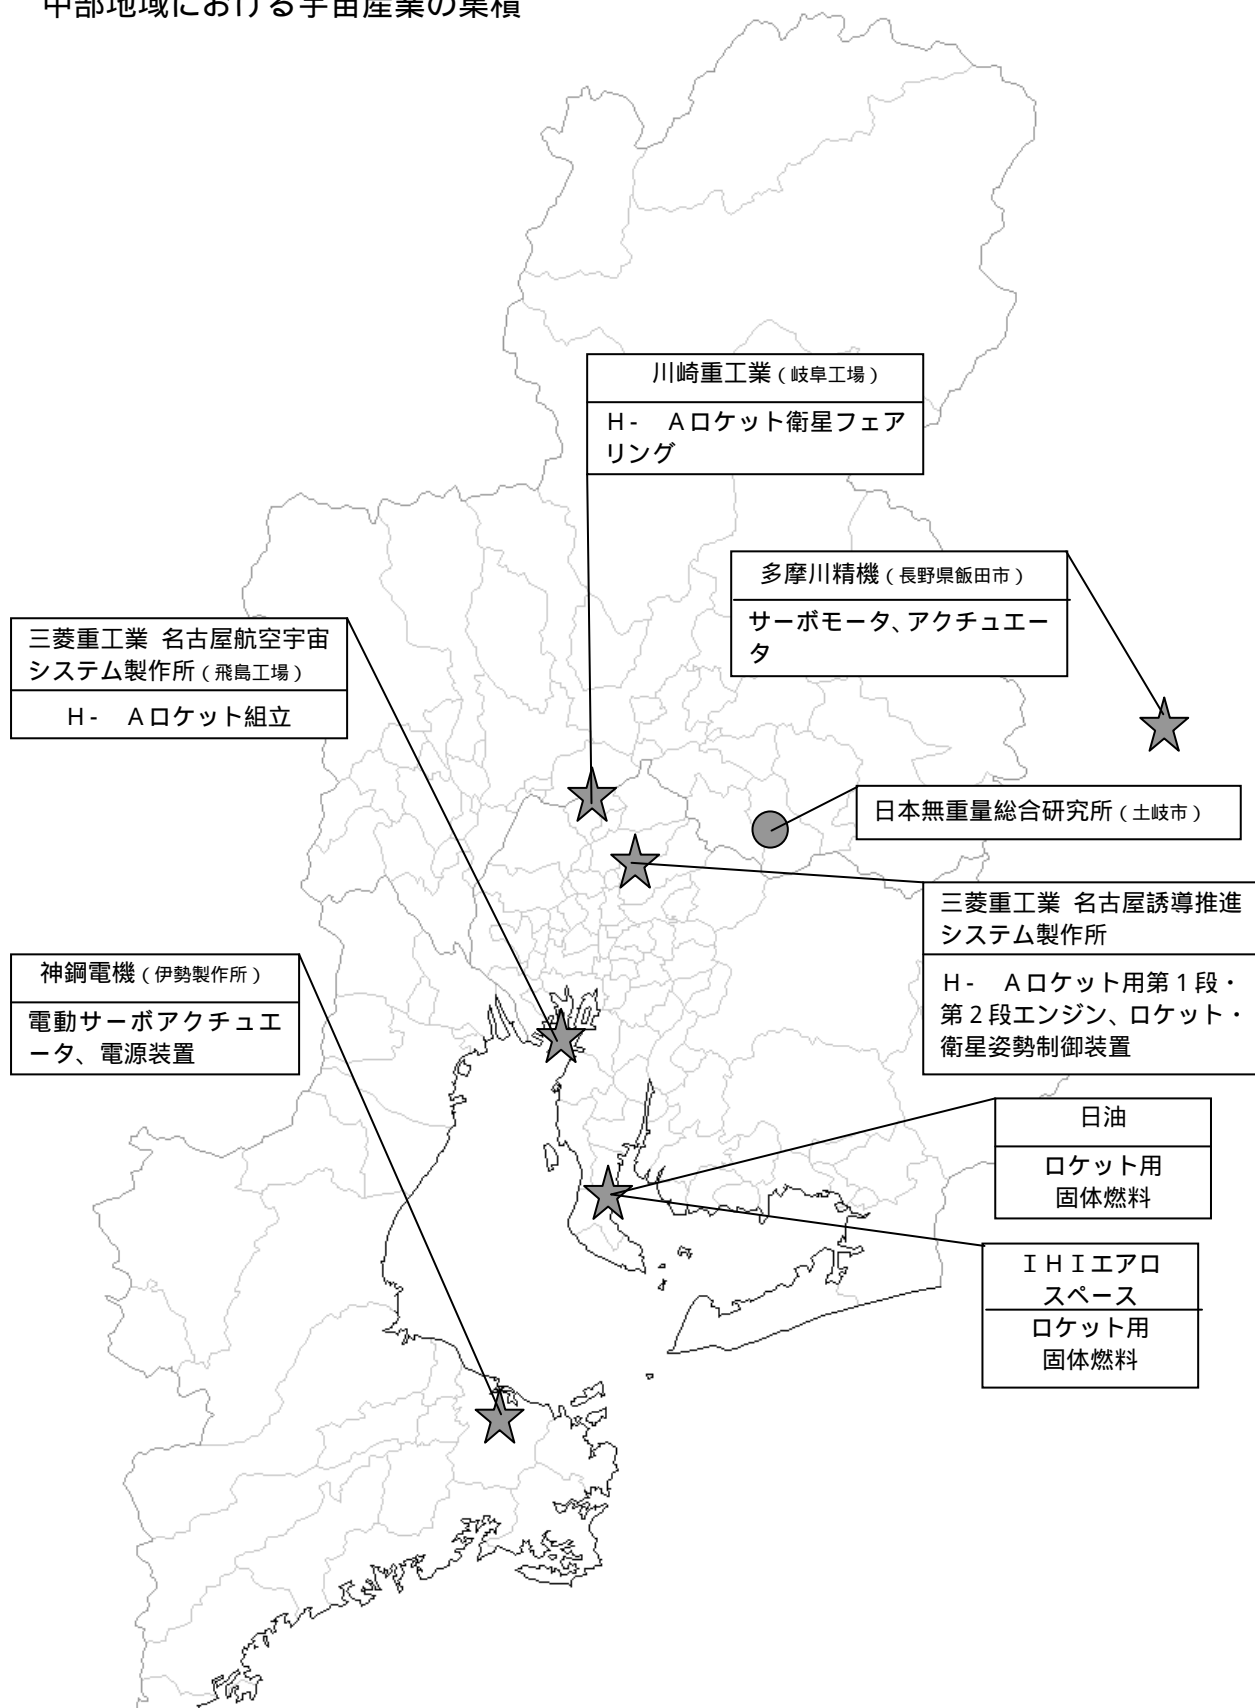 中部地域における宇宙産業の集積
川崎重工業(岐阜工場)
H- Aロケット衛星フェア
リング
多摩川精機(長野県飯田市)
サーボモータ、アクチュエー
タ
三菱重工業 名古屋航空宇宙
システム製作所(飛島工場)
H- Aロケット組立
日本無重量総合研究所(土岐市)
三菱重工業 名古屋誘導推進
システム製作所
H- Aロケット用第1段・
第2段エンジン、ロケット・
衛星姿勢制御装置
神鋼電機(伊勢製作所)
電動サーボアクチュエ
ータ、電源装置
日油
ロケット用
固体燃料
IHIエアロ
スペース
ロケット用
固体燃料